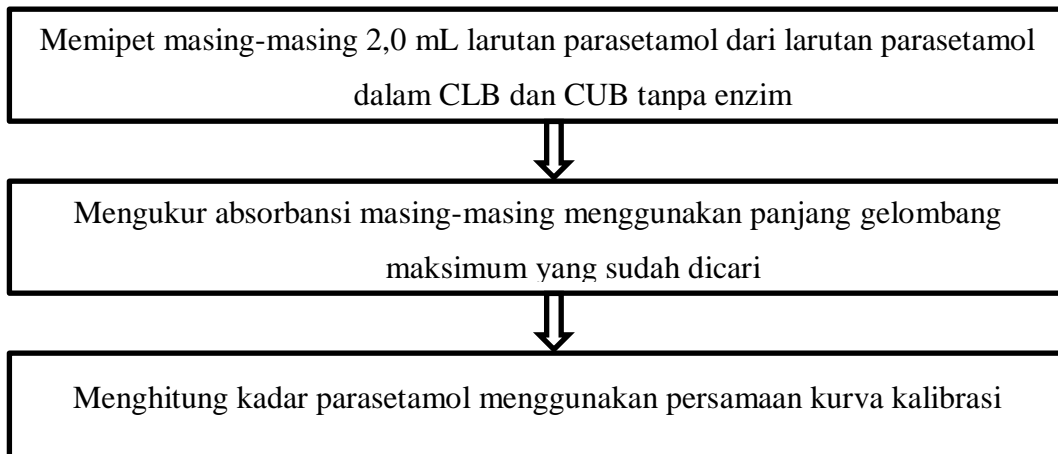 Memipet masing-masing 2,0 mL larutan parasetamol dari larutan parasetamol
dalam CLB dan CUB tanpa enzim
Mengukur absorbansi masing-masing menggunakan panjang gelombang
maksimum yang sudah dicari
Menghitung kadar parasetamol menggunakan persamaan kurva kalibrasi